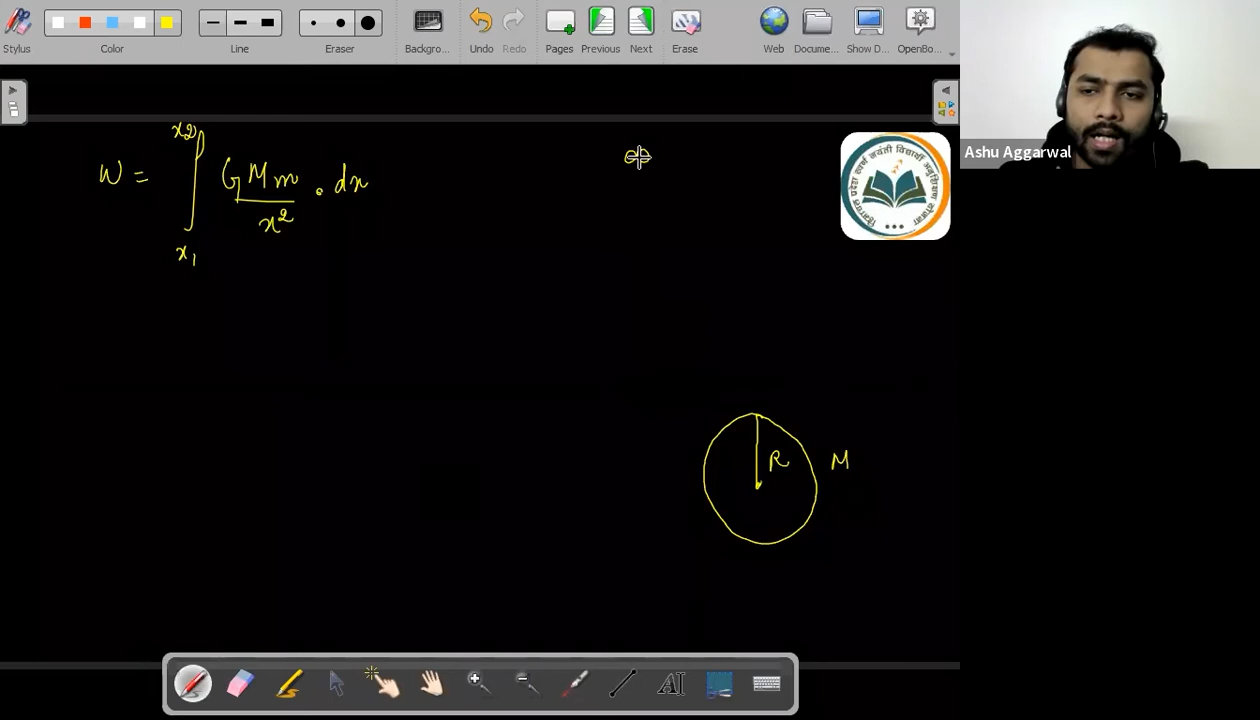 Stylus
Color
Line
Eraser
Backgro...
Undo
Redo
Pages
Previous
Next
Erase
Web
Docume...
Show D...
OpenBo...
Ashu Aggarwal
x2
W = ∫ GMm/x² . dx
x1
R
M